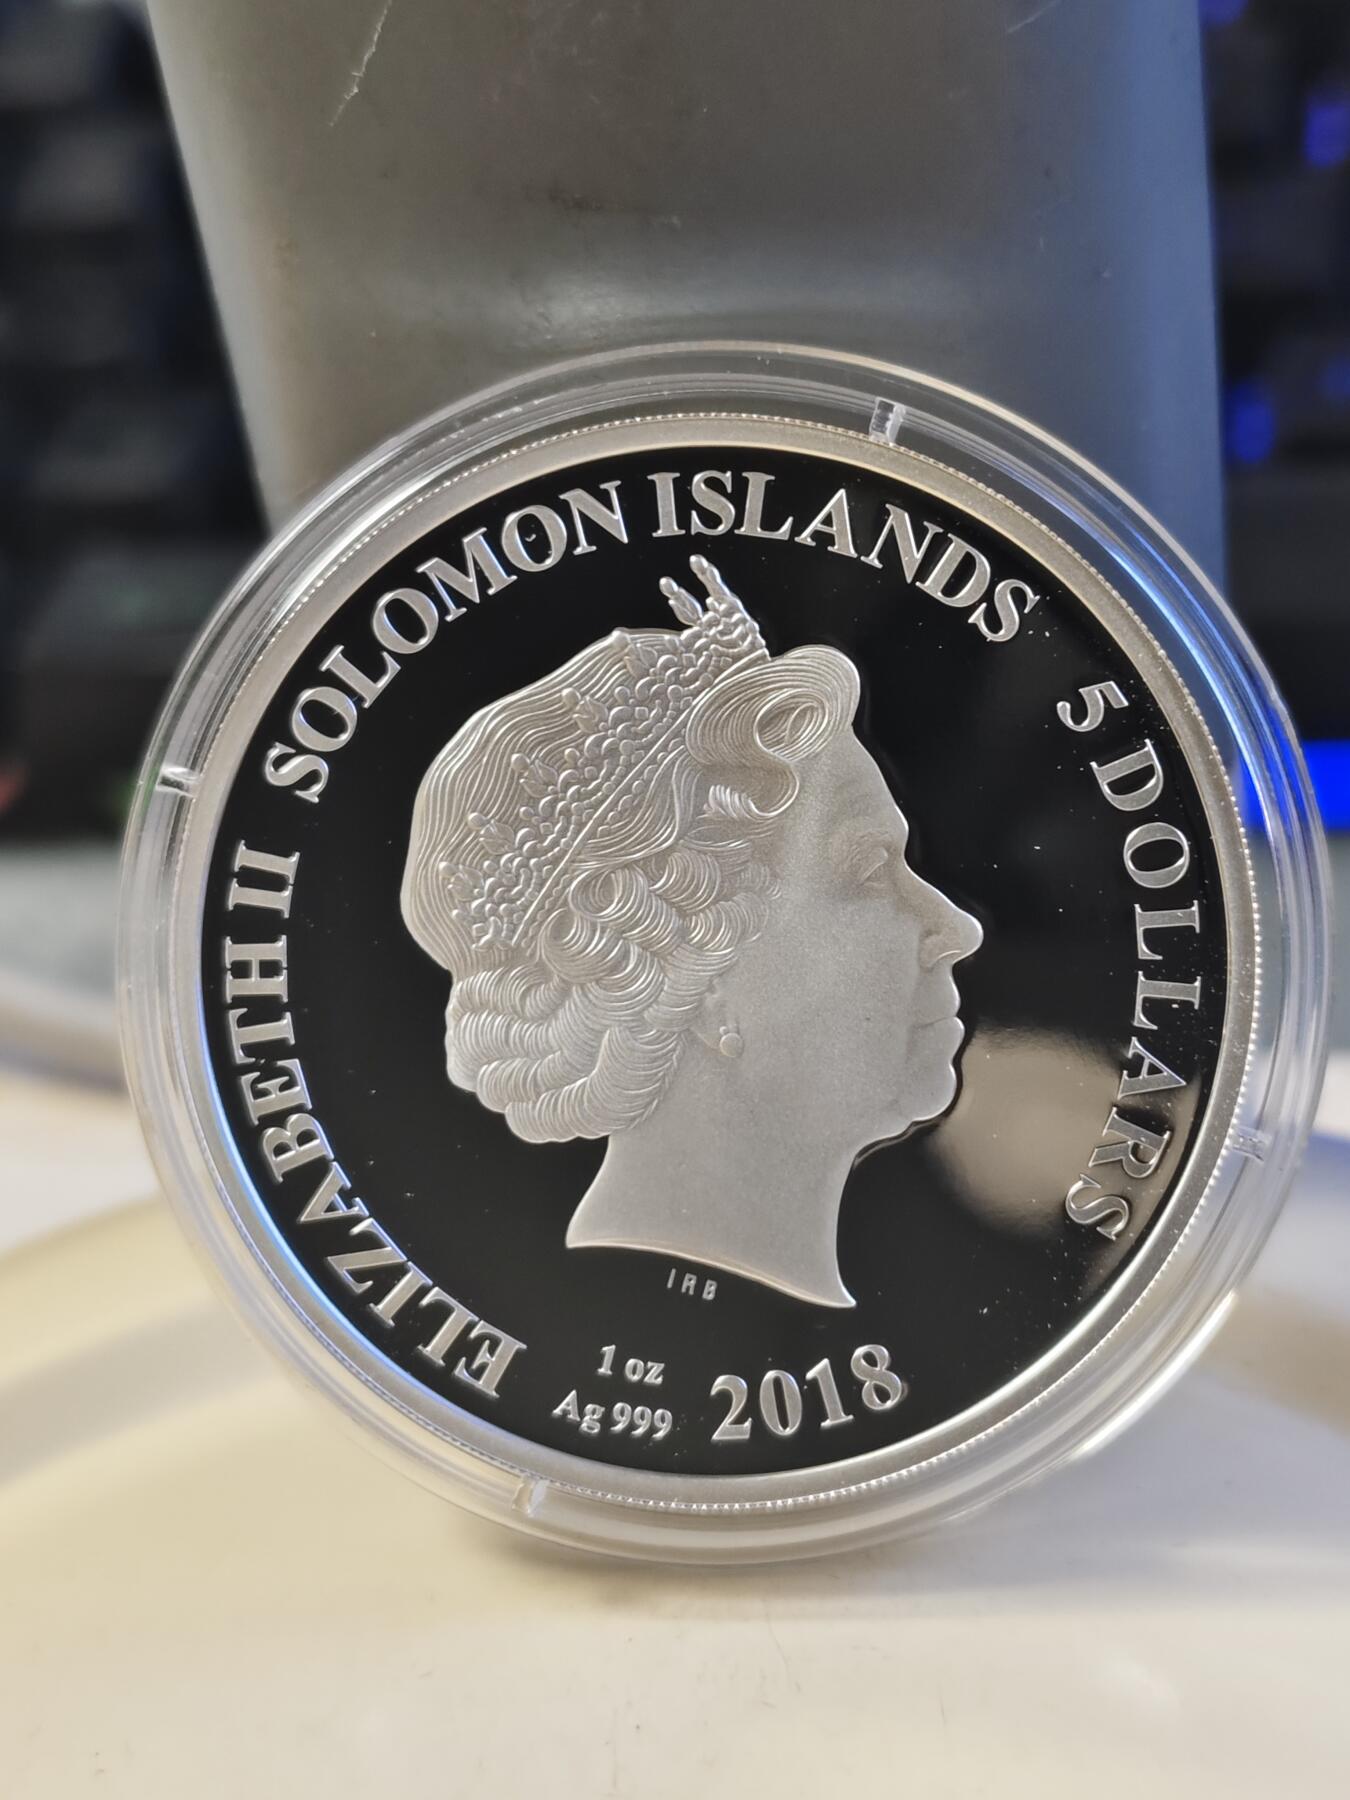 ELIZABETH II SOLOMON ISLANDS 5 DOLLARS
IRB
1 oz
Ag 999
2018